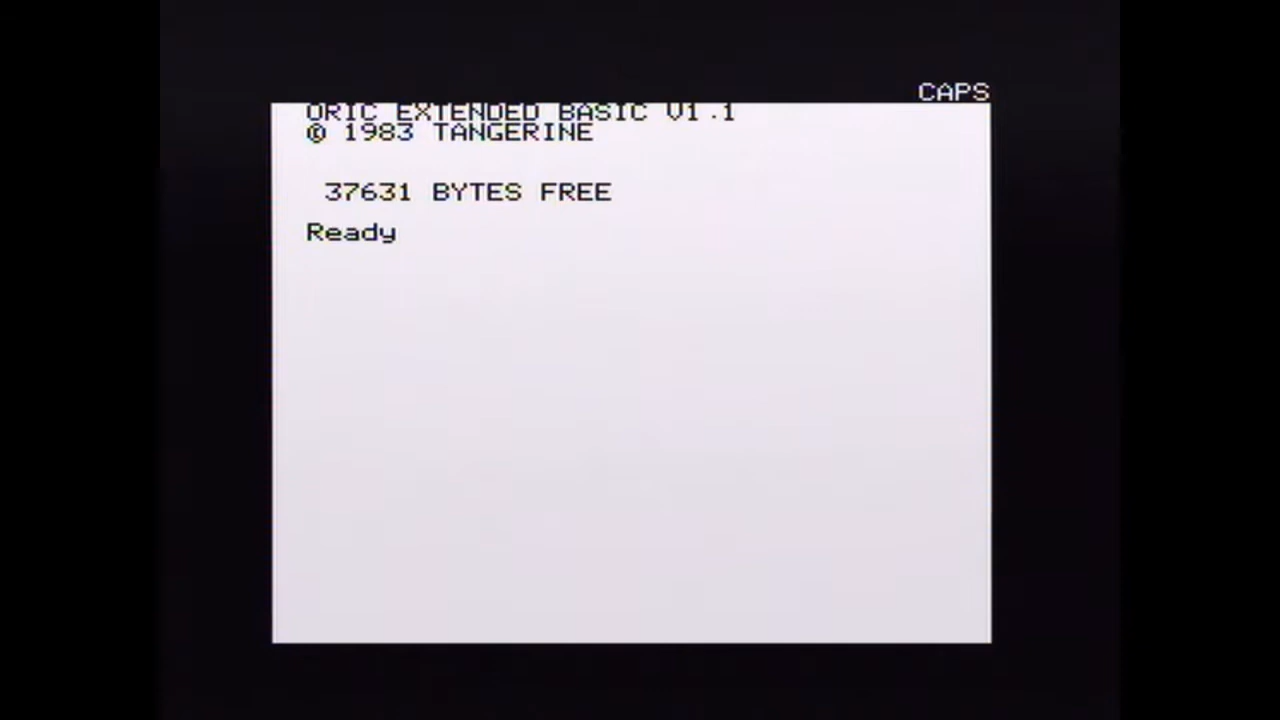 CAPS
ORIC EXTENDED BASIC V1.1
© 1983 TANGERINE
37631 BYTES FREE
Ready